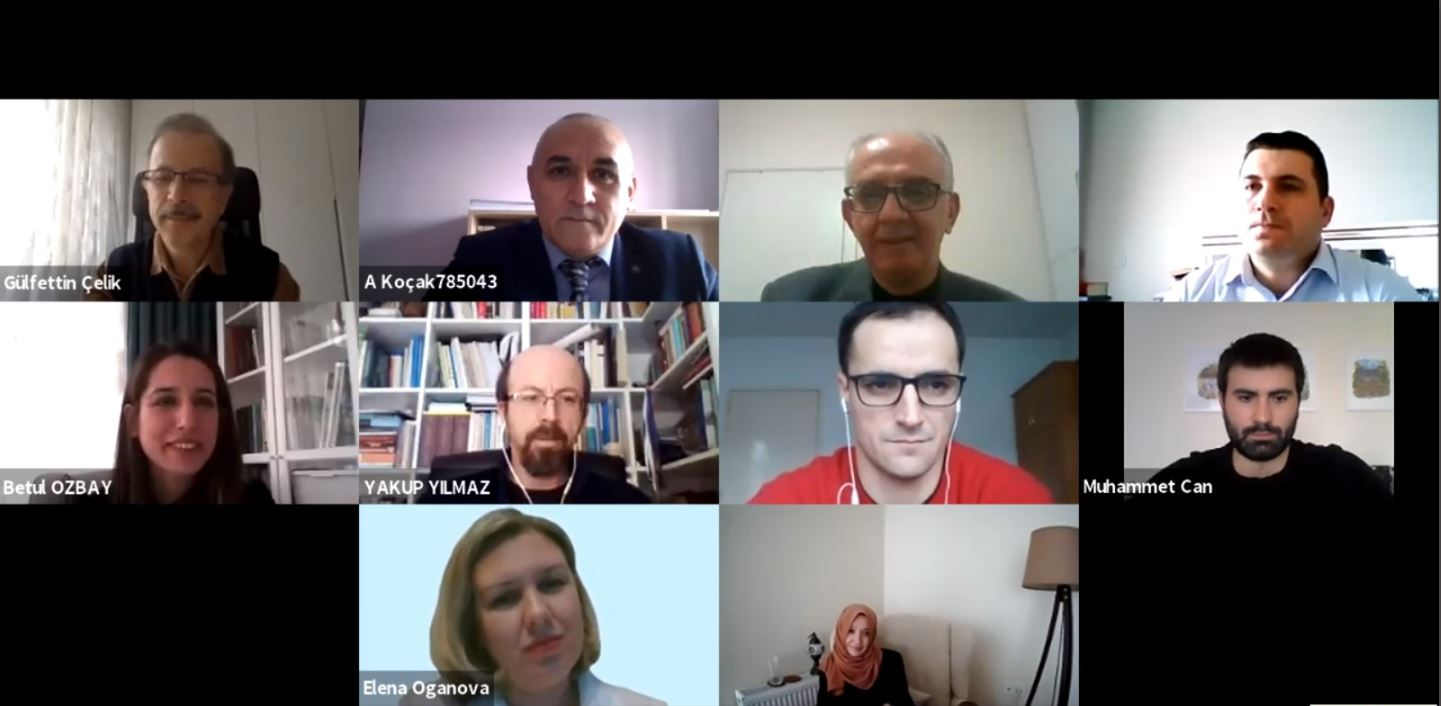 Gülfettin Çelik
A Koçak785043
Betul OZBAY
YAKUP YILMAZ
Muhammet Can
Elena Oganova